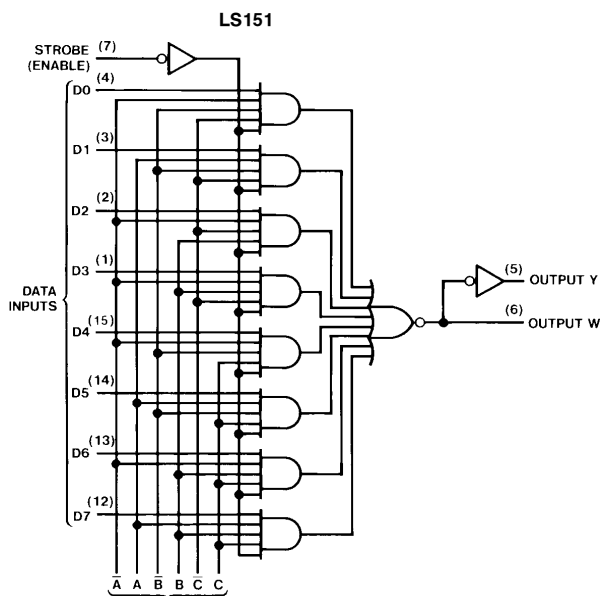 LS151
STROBE (7)
(ENABLE)
(4)
D0
(3)
D1
(2)
D2
(1)
D3
DATA
INPUTS
(15)
D4
(14)
D5
(13)
D6
(12)
D7
(5)
OUTPUT Y
(6)
OUTPUT W
A̅ A B̅ B C̅ C